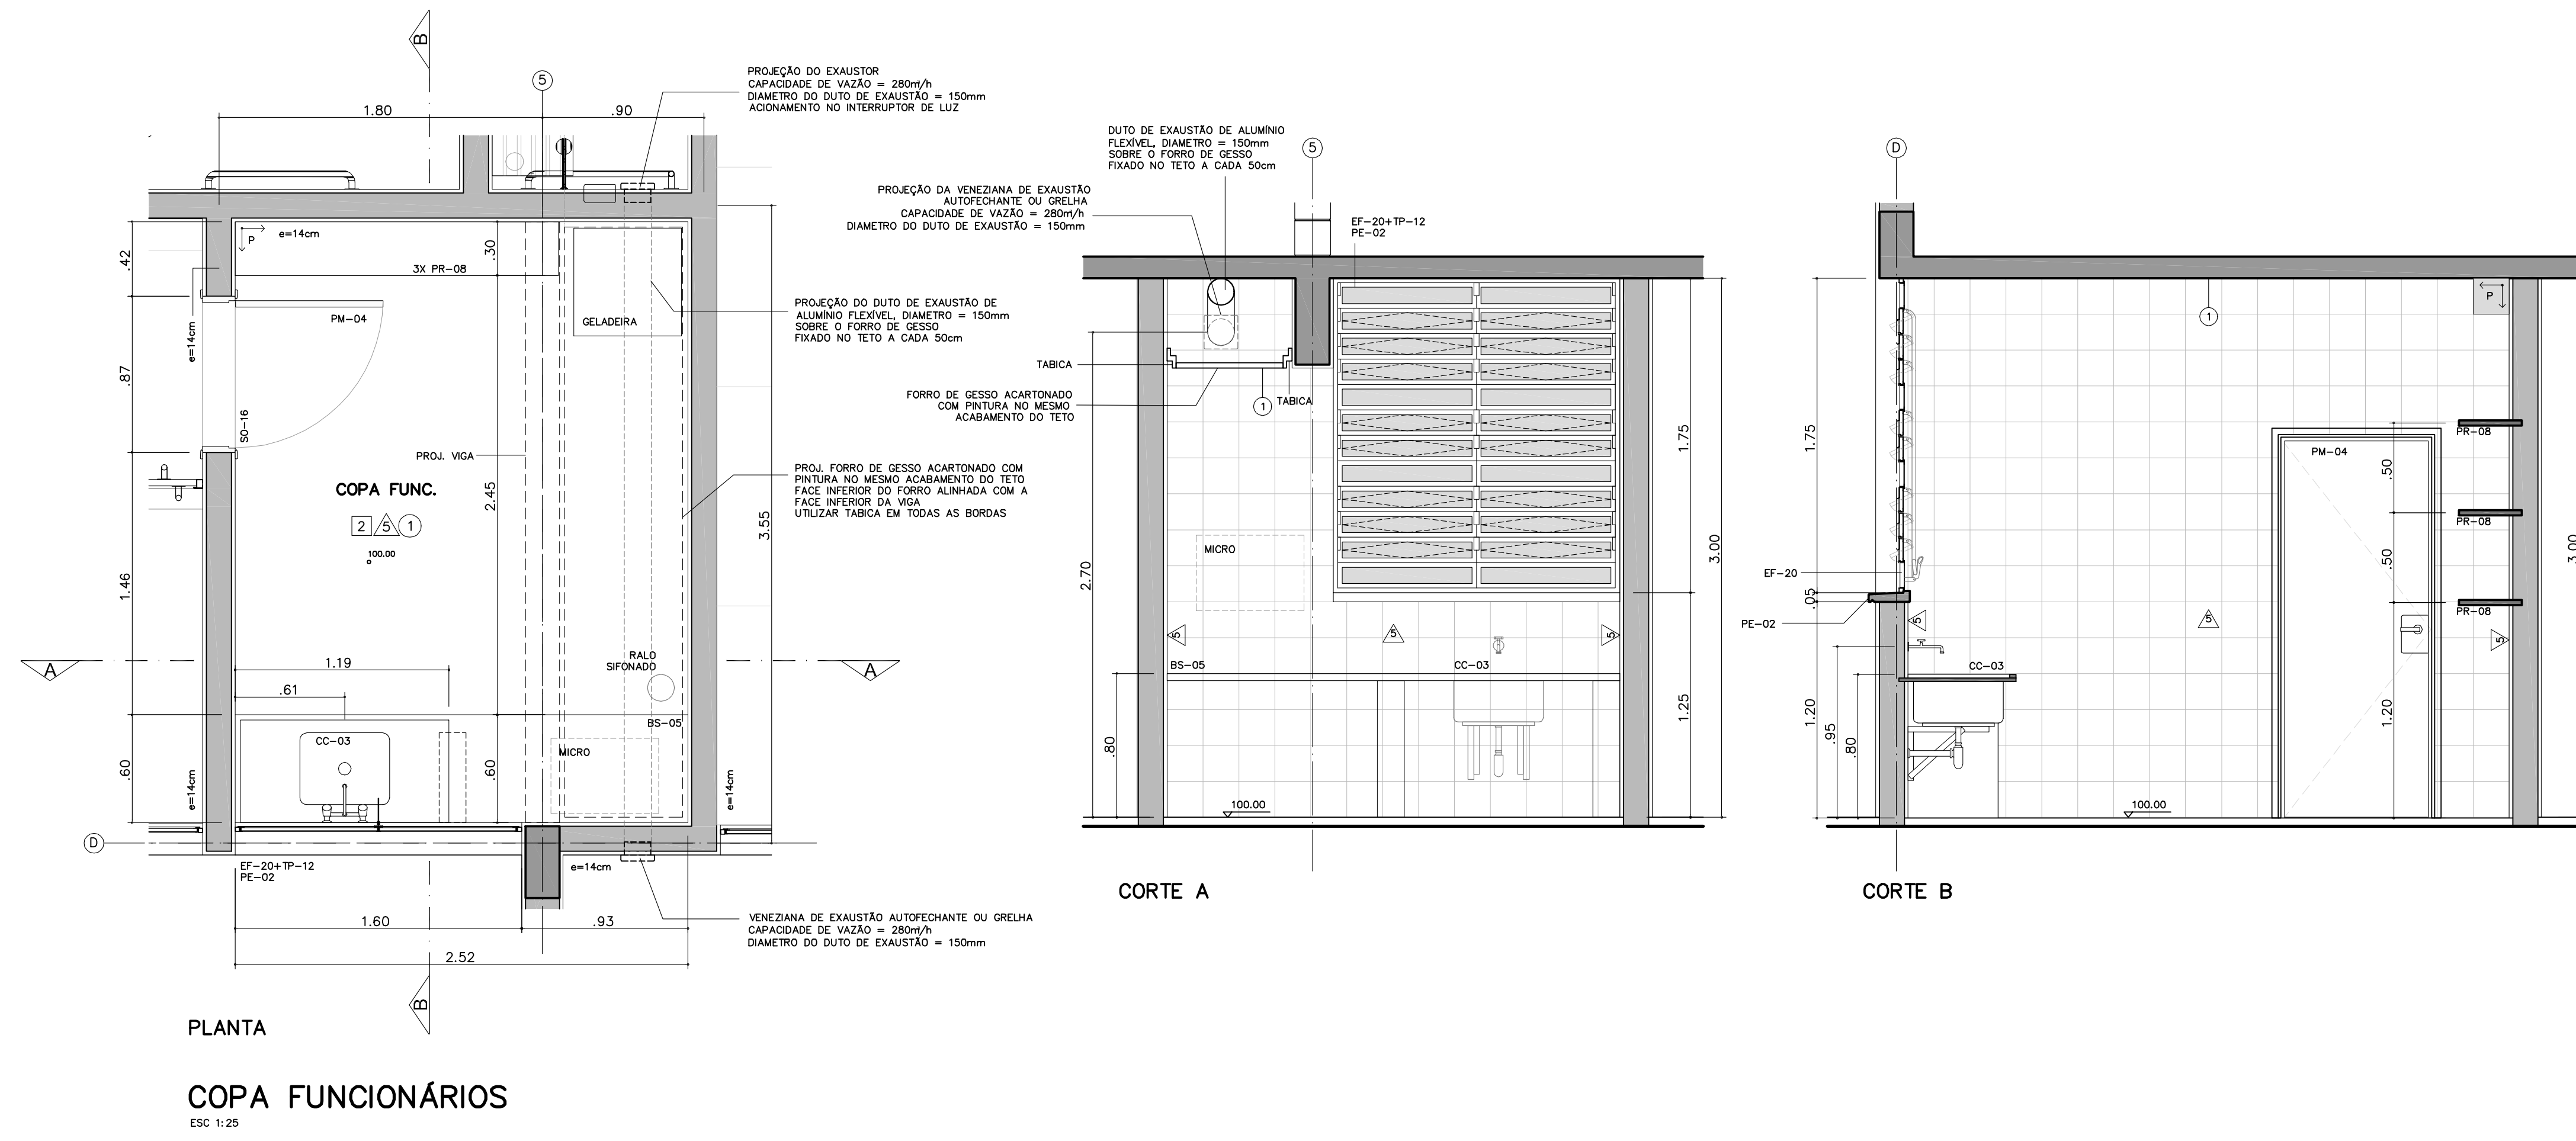 B
5
1.80
.90
PROJEÇÃO DO EXAUSTOR
CAPACIDADE DE VAZÃO = 280m³/h
DIAMETRO DO DUTO DE EXAUSTÃO = 150mm
ACIONAMENTO NO INTERRUPTOR DE LUZ
P
e=14cm
3X PR-08
.30
.42
e=14cm
PM-04
GELADEIRA
PROJEÇÃO DO DUTO DE EXAUSTÃO DE
ALUMÍNIO FLEXÍVEL, DIAMETRO = 150mm
SOBRE O FORRO DE GESSO
FIXADO NO TETO A CADA 50cm
.87
SO-16
PROJ. VIGA
COPA FUNC.
2
5
1
100.00
2.45
3.55
PROJ. FORRO DE GESSO ACARTONADO COM
PINTURA NO MESMO ACABAMENTO DO TETO
FACE INFERIOR DO FORRO ALINHADA COM A
FACE INFERIOR DA VIGA
UTILIZAR TABICA EM TODAS AS BORDAS
1.46
A
A
1.19
.61
RALO
SIFONADO
BS-05
CC-03
MICRO
.60
.60
e=14cm
e=14cm
D
EF-20+TP-12
PE-02
e=14cm
1.60
.93
2.52
VENEZIANA DE EXAUSTÃO AUTOFECHANTE OU GRELHA
CAPACIDADE DE VAZÃO = 280m³/h
DIAMETRO DO DUTO DE EXAUSTÃO = 150mm
B
PLANTA
COPA FUNCIONÁRIOS
ESC 1:25
DUTO DE EXAUSTÃO DE ALUMÍNIO
FLEXÍVEL, DIAMETRO = 150mm
SOBRE O FORRO DE GESSO
FIXADO NO TETO A CADA 50cm
5
PROJEÇÃO DA VENEZIANA DE EXAUSTÃO
AUTOFECHANTE OU GRELHA
CAPACIDADE DE VAZÃO = 280m³/h
DIAMETRO DO DUTO DE EXAUSTÃO = 150mm
EF-20+TP-12
PE-02
TABICA
FORRO DE GESSO ACARTONADO
COM PINTURA NO MESMO
ACABAMENTO DO TETO
1
TABICA
1.75
3.00
2.70
MICRO
5
5
5
BS-05
CC-03
.80
1.25
100.00
CORTE A
D
P
1
1.75
PR-08
PM-04
.50
PR-08
.50
PR-08
3.00
EF-20
.05
PE-02
5
5
5
CC-03
1.20
.95
.80
1.20
100.00
CORTE B